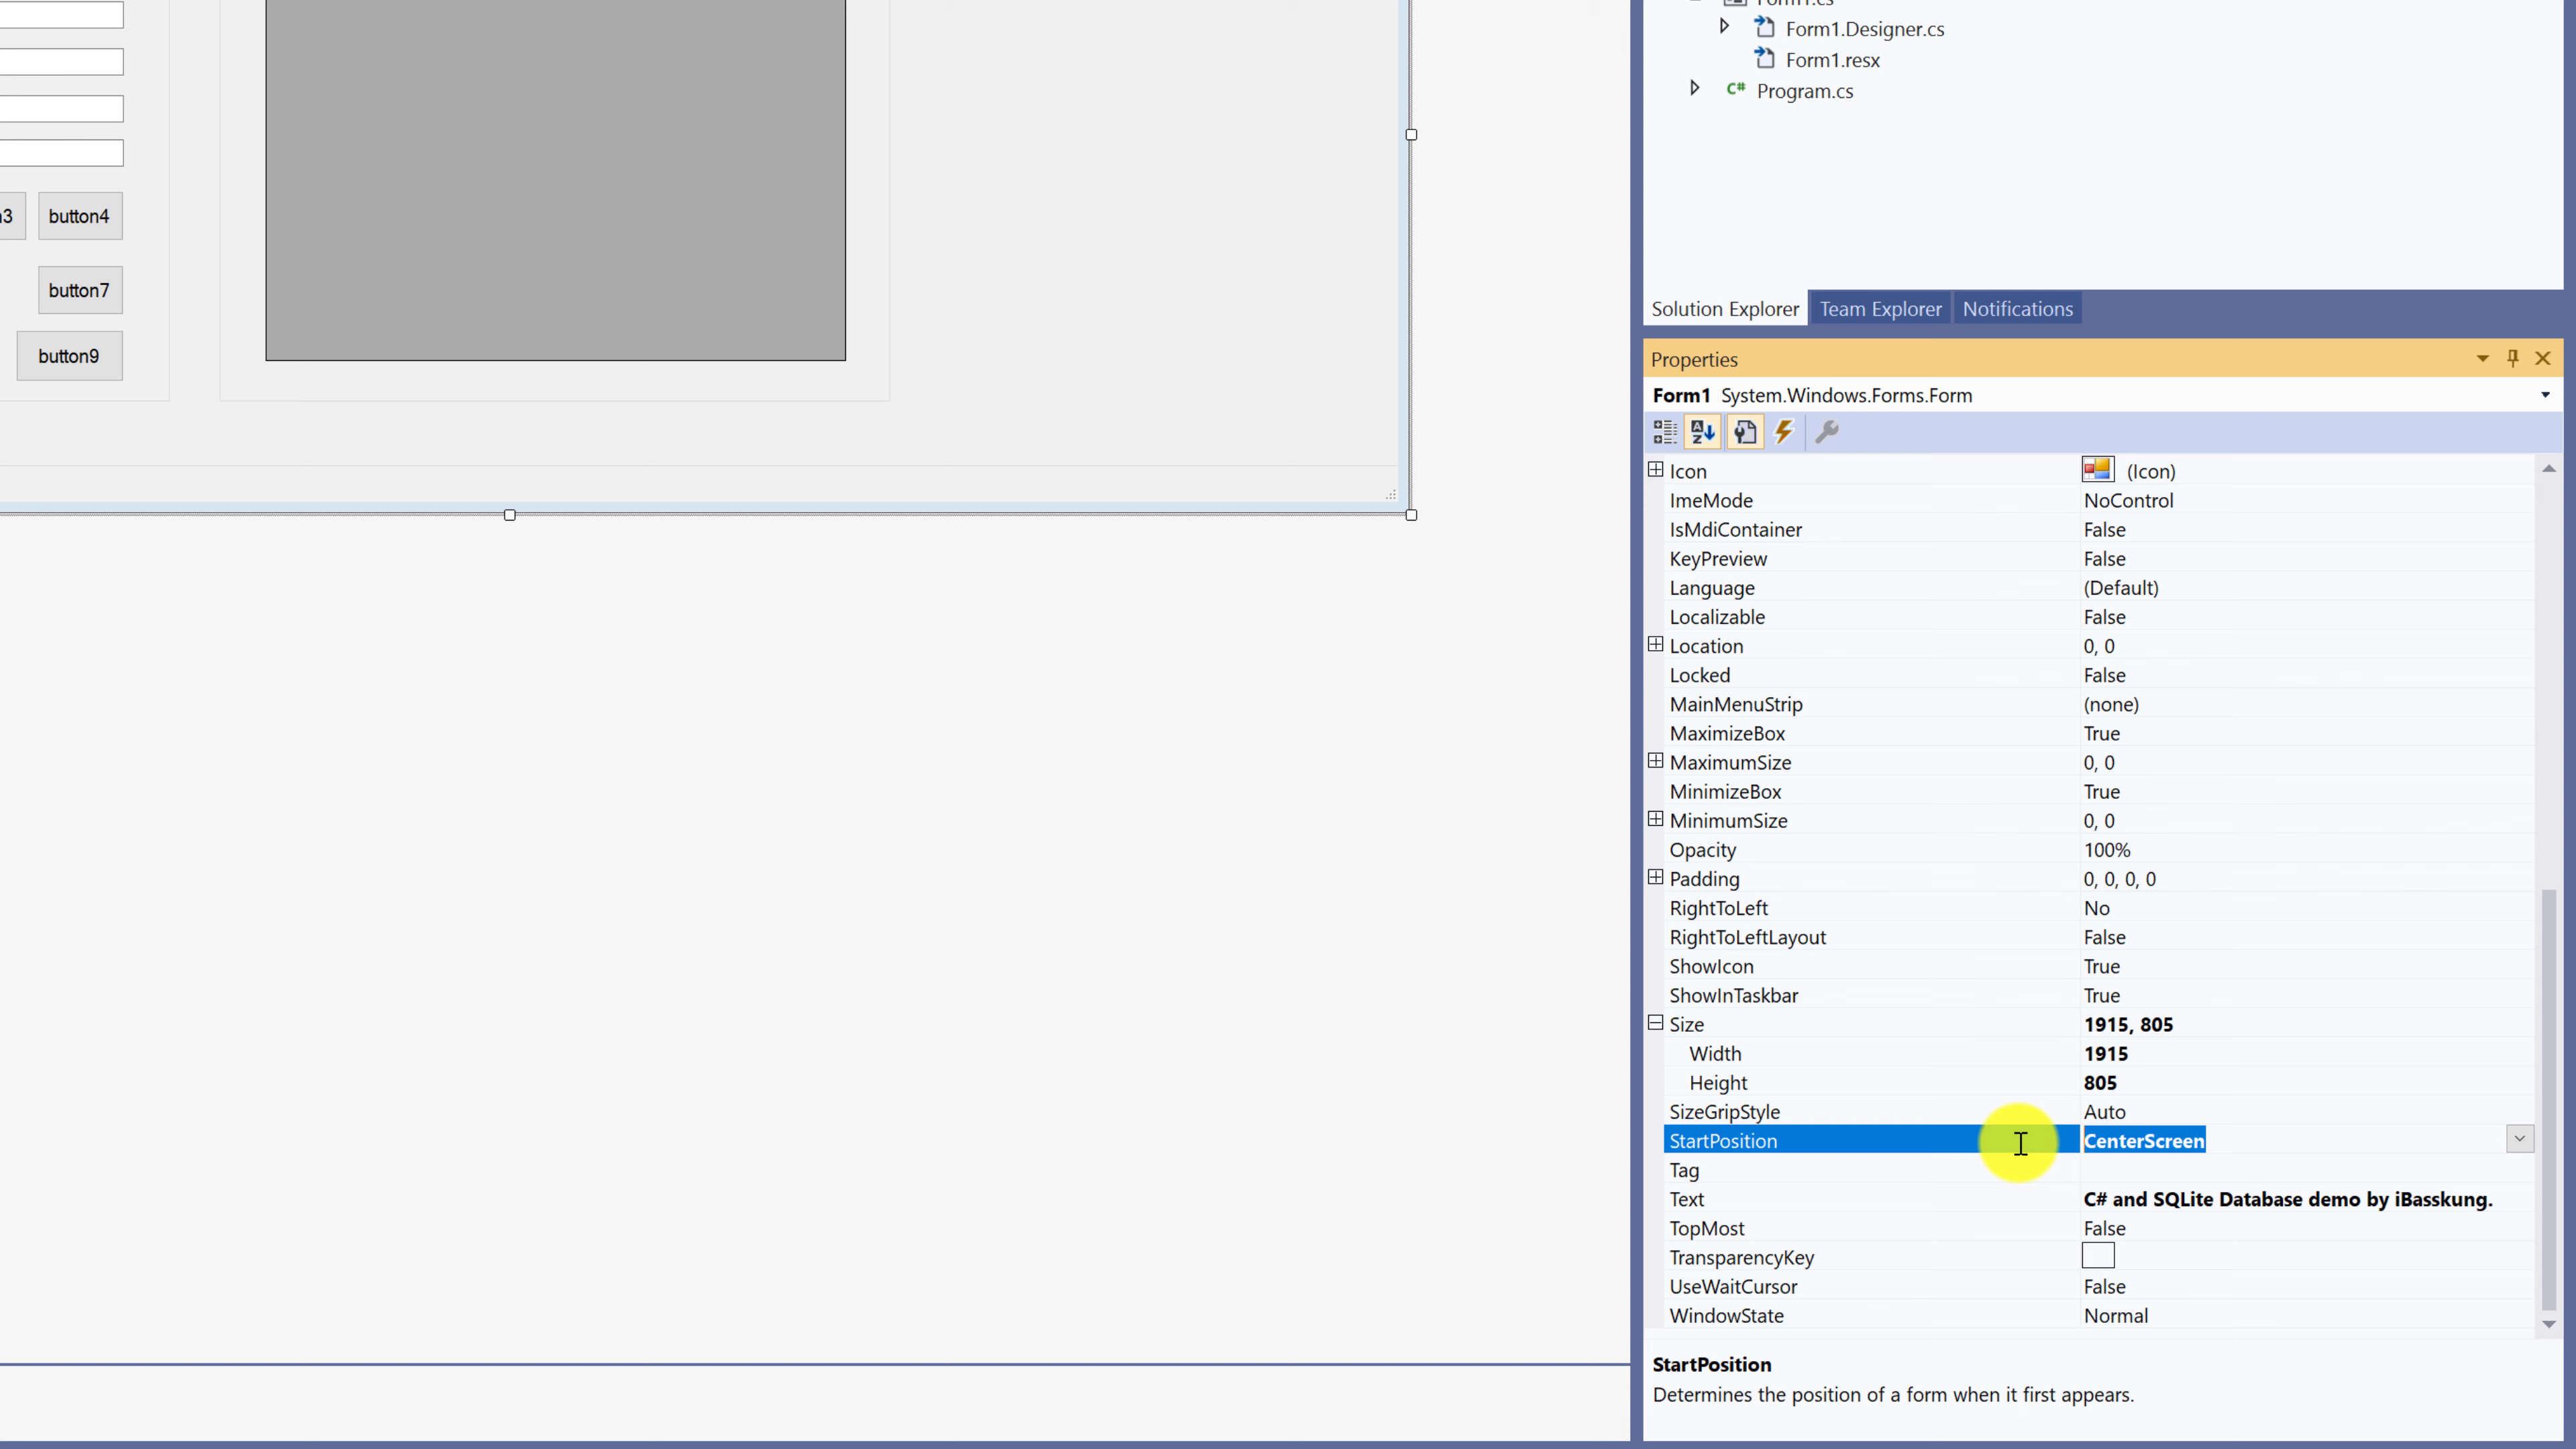 button4
button7
button9
Form1.cs
Form1.Designer.cs
Form1.resx
C# Program.cs
Solution Explorer Team Explorer Notifications
Properties
Form1 System.Windows.Forms.Form
Icon (Icon)
ImeMode NoControl
IsMdiContainer False
KeyPreview False
Language (Default)
Localizable False
Location 0, 0
Locked False
MainMenuStrip (none)
MaximizeBox True
MaximumSize 0, 0
MinimizeBox True
MinimumSize 0, 0
Opacity 100%
Padding 0, 0, 0, 0
RightToLeft No
RightToLeftLayout False
ShowIcon True
ShowInTaskbar True
Size 1915, 805
Width 1915
Height 805
SizeGripStyle Auto
StartPosition CenterScreen
Tag
Text C# and SQLite Database demo by iBasskung.
TopMost False
TransparencyKey
UseWaitCursor False
WindowState Normal
StartPosition
Determines the position of a form when it first appears.